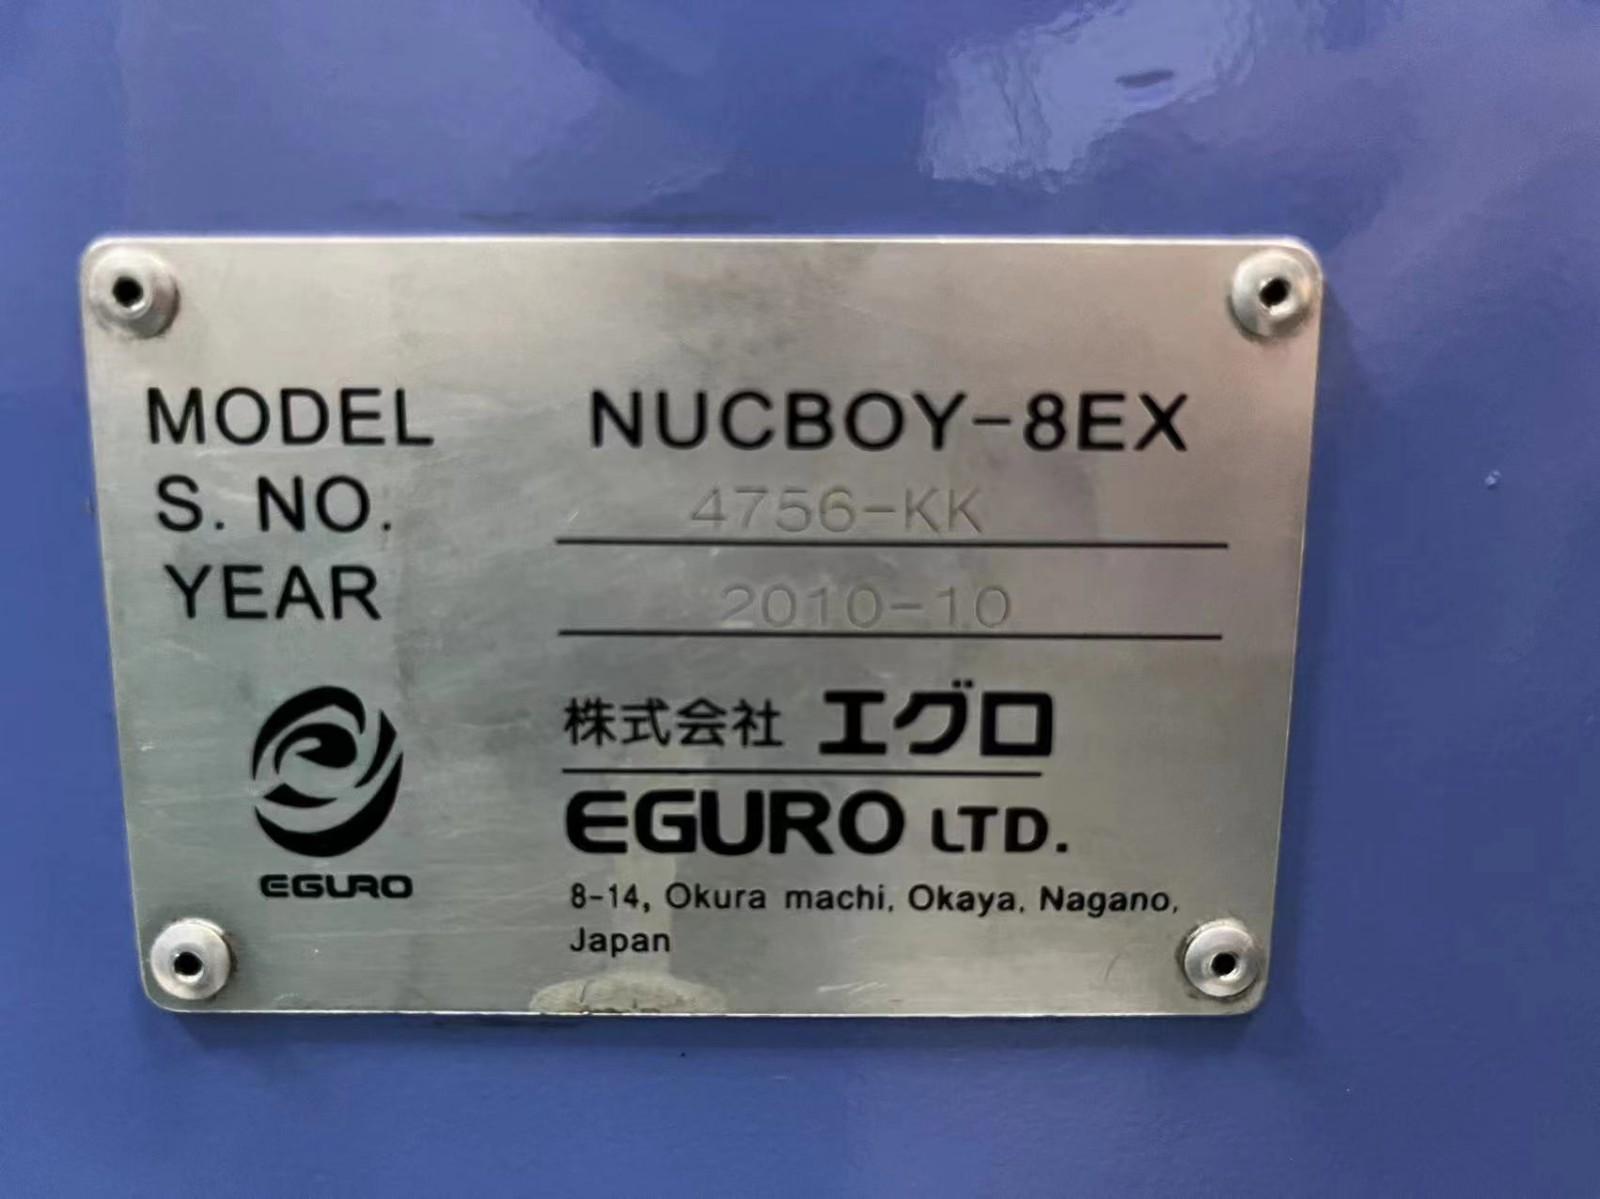 MODEL NUCBOY-8EX
S. NO. 4756-KK
YEAR 2010-10
株式会社 エグロ
EGURO LTD.
EGURO
8-14, Okura machi, Okaya, Nagano,
Japan